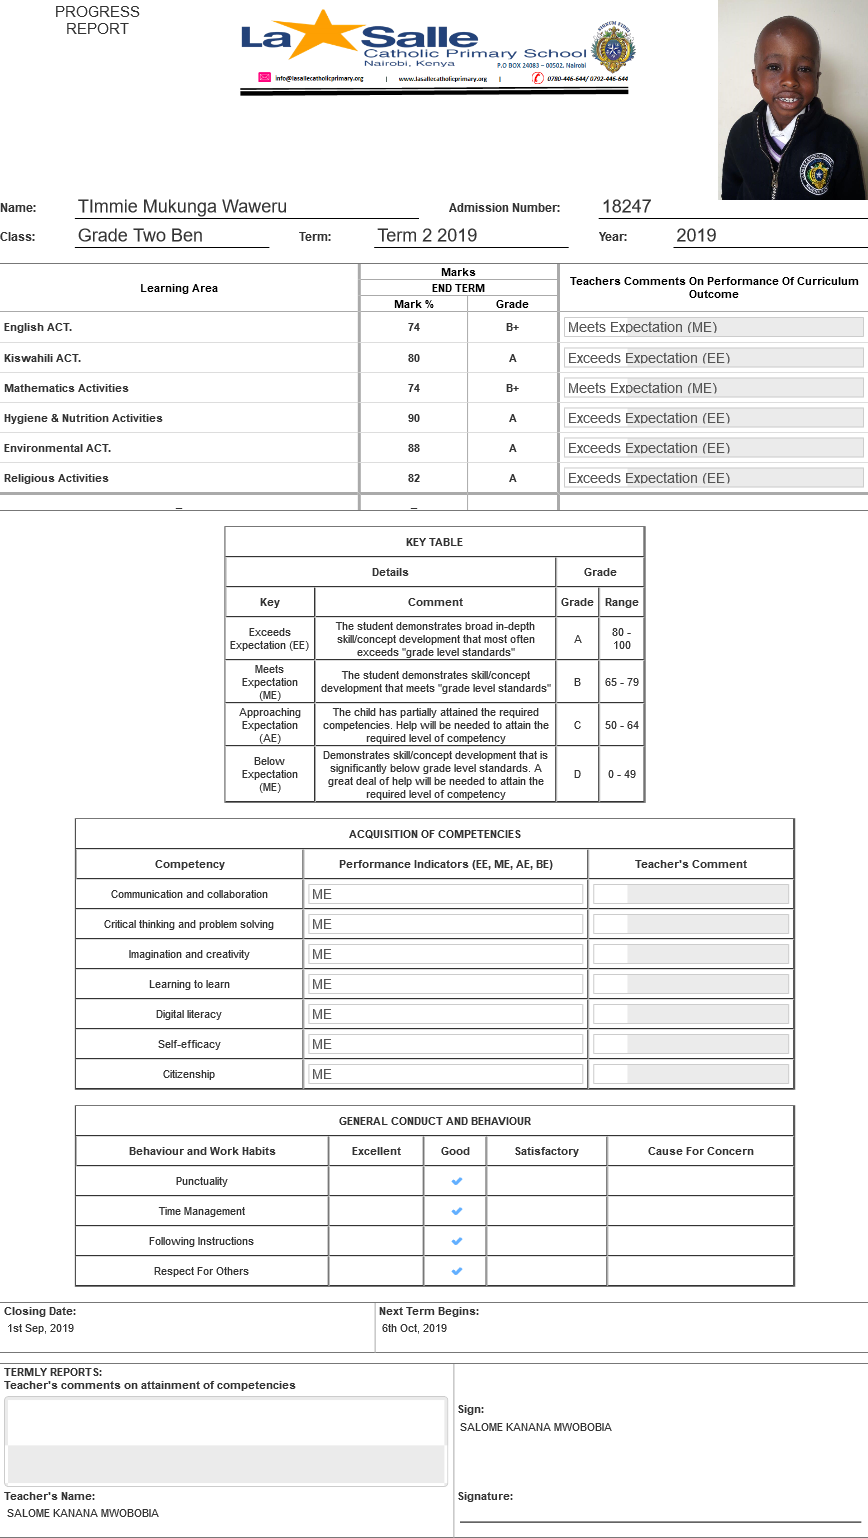 PROGRESS
REPORT
La Salle
Catholic Primary School
Nairobi, Kenya
P.O BOX 24083 – 00502, Nairobi
info@lasallecatholicprimary.org | www.lasallecatholicprimary.org | 0780-446-644/ 0792-446-644
Name: TImmie Mukunga Waweru Admission Number: 18247
Class: Grade Two Ben Term: Term 2 2019 Year: 2019
Learning Area Marks Teachers Comments On Performance Of Curriculum Outcome
END TERM
Mark % Grade
English ACT. 74 B+ Meets Expectation (ME)
Kiswahili ACT. 80 A Exceeds Expectation (EE)
Mathematics Activities 74 B+ Meets Expectation (ME)
Hygiene & Nutrition Activities 90 A Exceeds Expectation (EE)
Environmental ACT. 88 A Exceeds Expectation (EE)
Religious Activities 82 A Exceeds Expectation (EE)
_ _
KEY TABLE
Details Grade
Key Comment Grade Range
Exceeds Expectation (EE) The student demonstrates broad in-depth skill/concept development that most often exceeds "grade level standards" A 80 - 100
Meets Expectation (ME) The student demonstrates skill/concept development that meets "grade level standards" B 65 - 79
Approaching Expectation (AE) The child has partially attained the required competencies. Help will be needed to attain the required level of competency C 50 - 64
Below Expectation (ME) Demonstrates skill/concept development that is significantly below grade level standards. A great deal of help will be needed to attain the required level of competency D 0 - 49
ACQUISITION OF COMPETENCIES
Competency Performance Indicators (EE, ME, AE, BE) Teacher's Comment
Communication and collaboration ME
Critical thinking and problem solving ME
Imagination and creativity ME
Learning to learn ME
Digital literacy ME
Self-efficacy ME
Citizenship ME
GENERAL CONDUCT AND BEHAVIOUR
Behaviour and Work Habits Excellent Good Satisfactory Cause For Concern
Punctuality ✔
Time Management ✔
Following Instructions ✔
Respect For Others ✔
Closing Date: Next Term Begins:
1st Sep, 2019 6th Oct, 2019
TERMLY REPORTS:
Teacher's comments on attainment of competencies
Sign:
SALOME KANANA MWOBOBIA
Teacher's Name: Signature:
SALOME KANANA MWOBOBIA